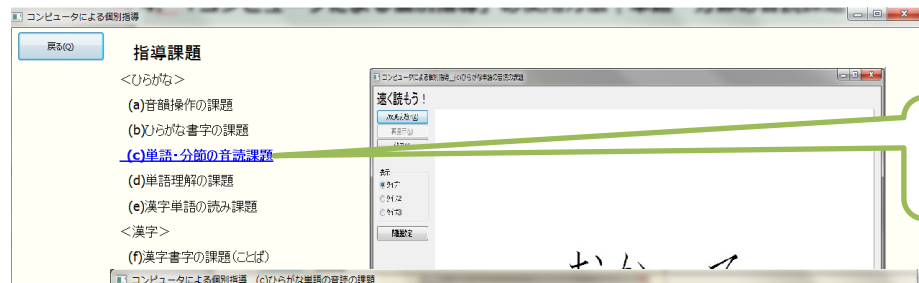 コンピュータによる個別指導
戻る(Q)
指導課題
<ひらがな>
(a)音韻操作の課題
(b)ひらがな書字の課題
(c)単語・分節の音読課題
(d)単語理解の課題
(e)漢字単語の読み課題
<漢字>
(f)漢字書字の課題(ことば)
コンピュータによる個別指導_(c)ひらがな単語の音読の課題
速く読もう!
表示
タイプ
タイプ2
タイプ3
コンピュータによる個別指導_(c)ひらがな単語の音読の課題